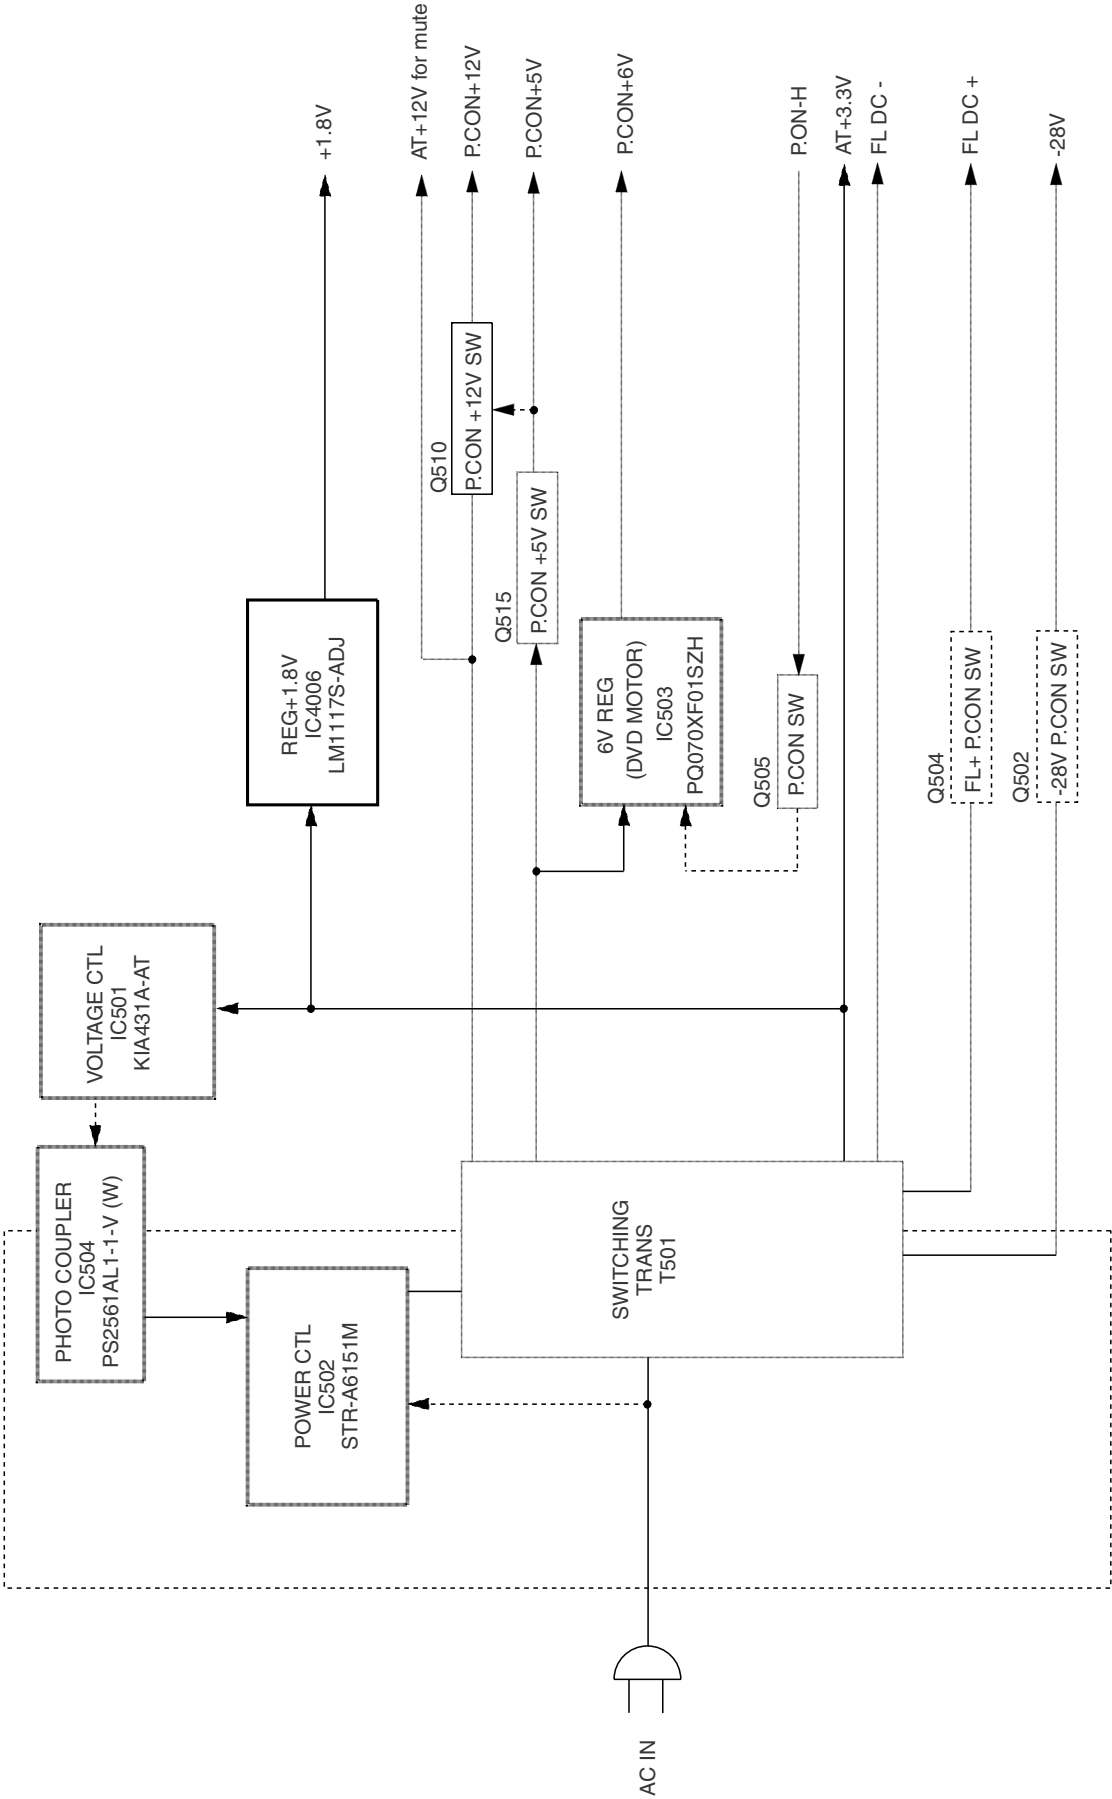 VOLTAGE CTL
IC501
KIA431A-AT
PHOTO COUPLER
IC504
PS2561AL1-1-V (W)
REG+1.8V
IC4006
LM1117S-ADJ
+1.8V
POWER CTL
IC502
STR-A6151M
AT+12V for mute
Q510
P.CON +12V SW
P.CON+12V
Q515
P.CON +5V SW
P.CON+5V
6V REG
(DVD MOTOR)
IC503
PQ070XF01SZH
P.CON+6V
AC IN
SWITCHING
TRANS
T501
Q505
P.CON SW
P.ON-H
AT+3.3V
FL DC -
Q504
FL+ P.CON SW
FL DC +
Q502
-28V P.CON SW
-28V